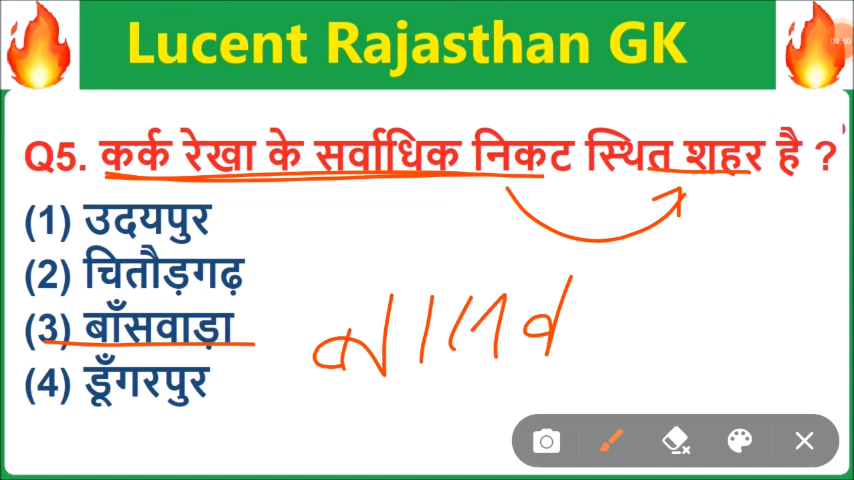 Lucent Rajasthan GK
Q5. कर्क रेखा के सर्वाधिक निकट स्थित शहर है ?
(1) उदयपुर
(2) चितौड़गढ़
(3) बाँसवाड़ा
(4) डूँगरपुर